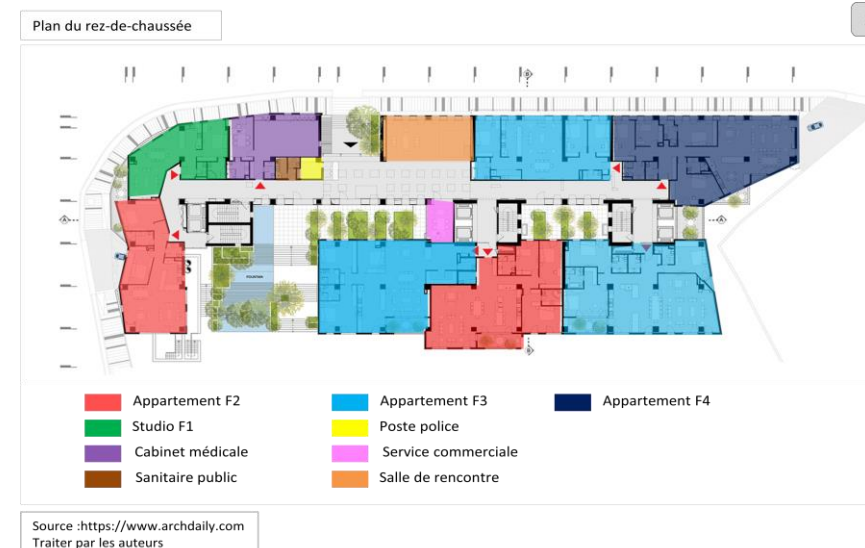 Plan du rez-de-chaussée
Appartement F2
Appartement F3
Appartement F4
Studio F1
Poste police
Cabinet médicale
Service commerciale
Sanitaire public
Salle de rencontre
Source :https://www.archdaily.com
Traiter par les auteurs